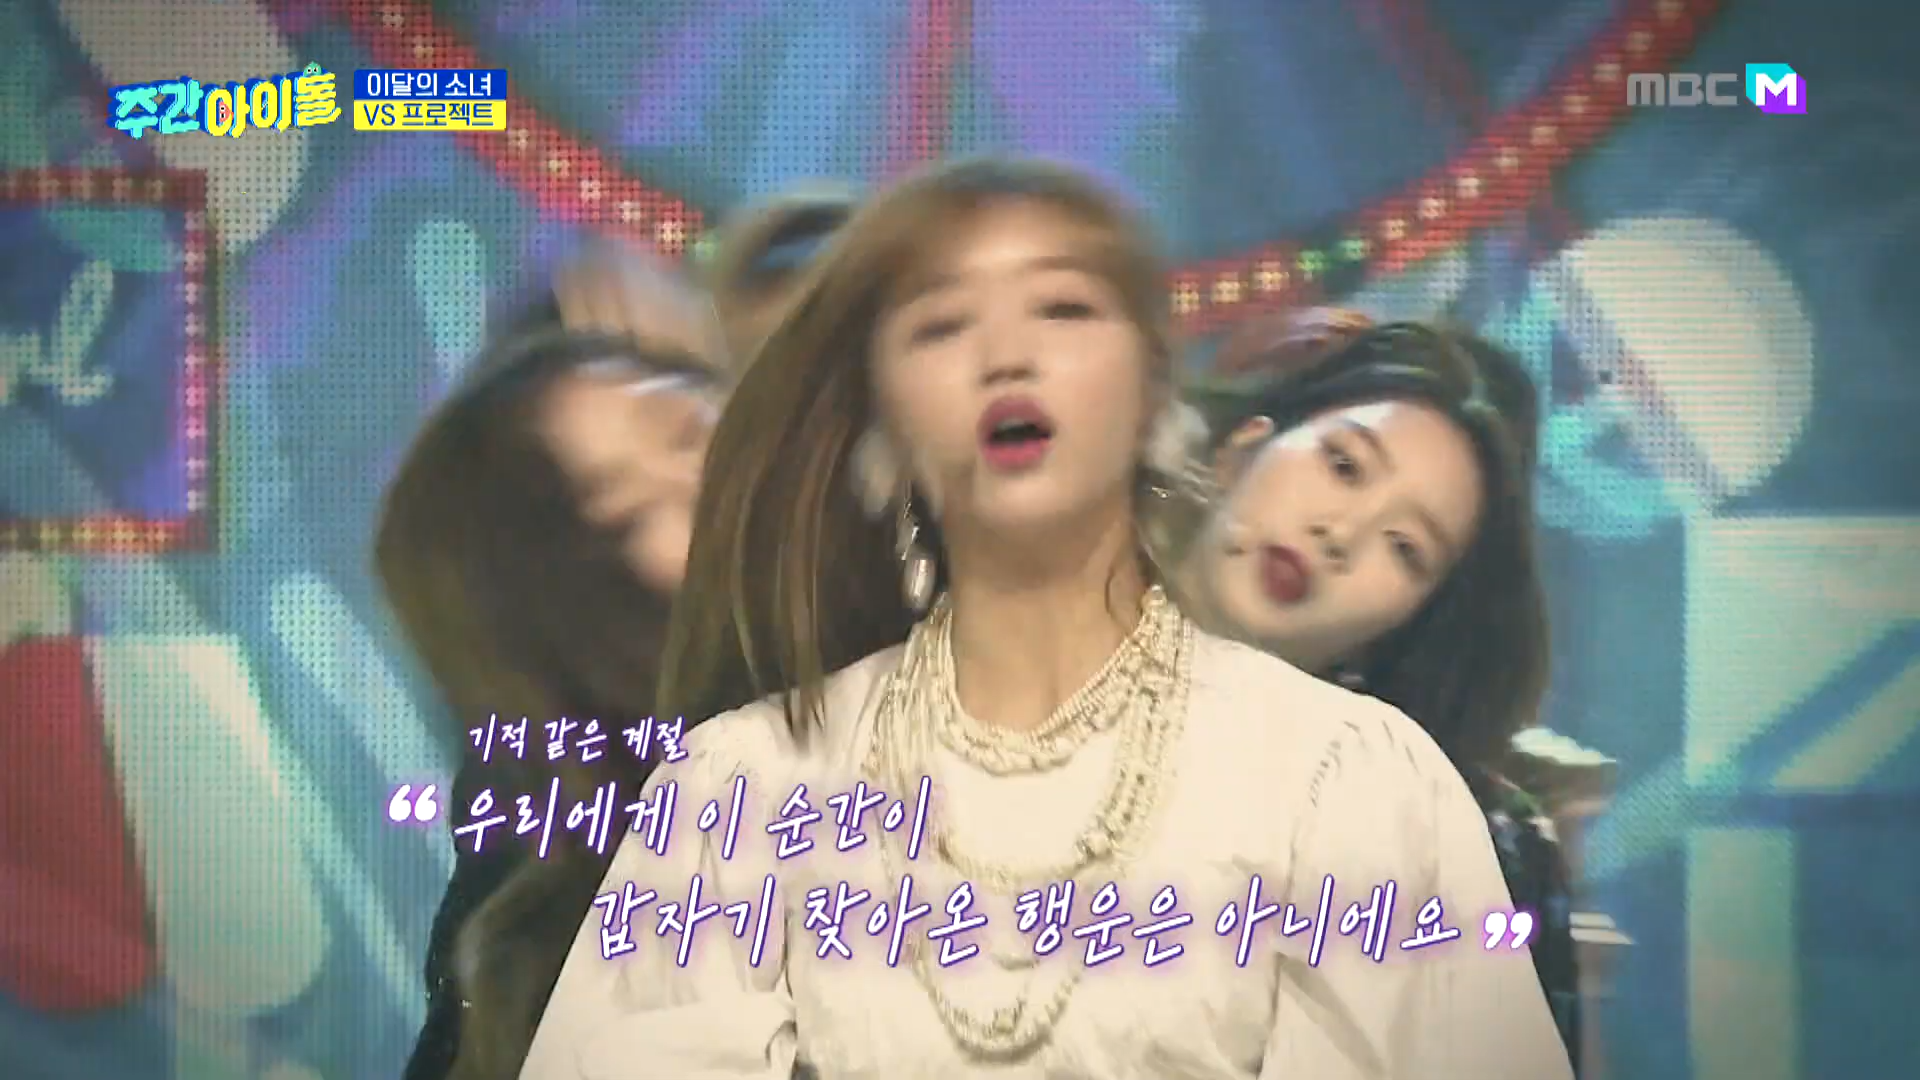 주간아이돌
이달의 소녀
VS 프로젝트
MBC M
기적 같은 계절
“우리에게 이 순간이
갑자기 찾아온 행운은 아니에요”